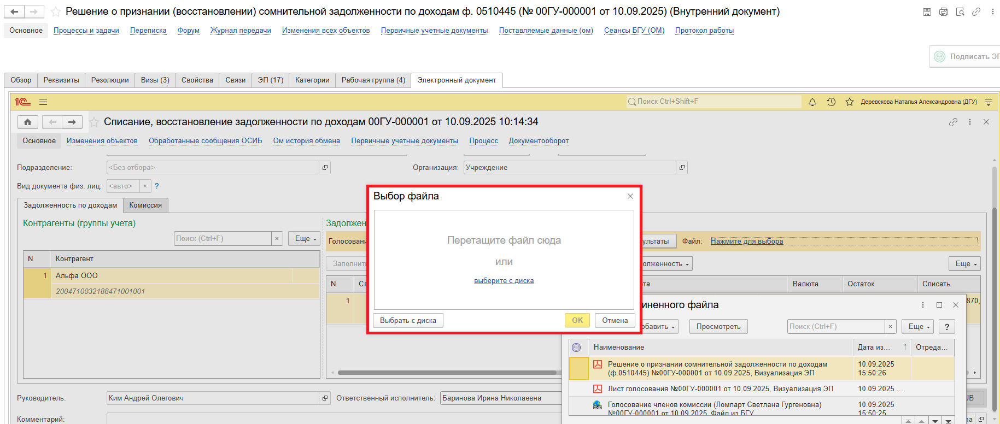 Решение о признании (восстановлении) сомнительной задолженности по доходам ф. 0510445 (№ 00ГУ-000001 от 10.09.2025) (Внутренний документ)
Основное Процессы и задачи Переписка Форум Журнал передачи Изменения всех объектов Первичные учетные документы Поставляемые данные (ом) Сеансы БГУ (ОМ) Протокол работы
Подписать ЭП
Обзор Реквизиты Резолюции Визы (3) Свойства Связи ЭП (17) Категории Рабочая группа (4) Электронный документ
1С Поиск Ctrl+Shift+F Деревскова Наталья Александровна (ДГУ)
Списание, восстановление задолженности по доходам 00ГУ-000001 от 10.09.2025 10:14:34
Основное Изменения объектов Обработанные сообщения ОСИБ Ом история обмена Первичные учетные документы Процесс Документооборот
Подразделение: <Без отбора> Организация: Учреждение
Вид документа физ. лиц: <авто> × ?
Задолженность по доходам Комиссия
Контрагенты (группы учета)
Поиск (Ctrl+F) × Еще
N Контрагент
1 Альфа ООО
2004710032188471001001
Задолжен
Голосовани ультаты Файл: Нажмите для выбора
Заполнить олженность Еще
N Сл та Валюта Остаток Списать
1 870,
Выбор файла
Перетащите файл сюда
или
выберите с диска
Выбрать с диска OK Отмена
иненного файла
обавить Просмотреть Поиск (Ctrl+F) × Еще ?
Наименование Дата из... ↑ Отреда...
Решение о признании сомнительной задолженности по доходам 10.09.2025
(ф.0510445) №00ГУ-000001 от 10.09.2025, Визуализация ЭП 15:50:26
Лист голосования №00ГУ-000001 от 10.09.2025, Визуализация ЭП 10.09.2025 ...
Голосование членов комиссии (Ломпарт Светлана Гургеновна) 10.09.2025
№00ГУ-000001 от 10.09.2025, Файл из БГУ 15:50:25
Руководитель: Ким Андрей Олегович Ответственный исполнитель: Баринова Ирина Николаевна
UB
Комментарий: па